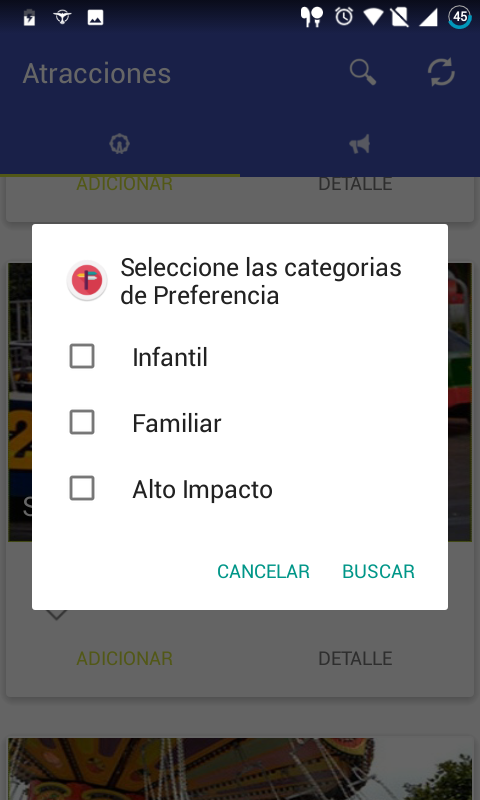 45
Atracciones
ADICIONAR DETALLE
Seleccione las categorias
de Preferencia
Infantil
Familiar
Alto Impacto
CANCELAR BUSCAR
ADICIONAR DETALLE